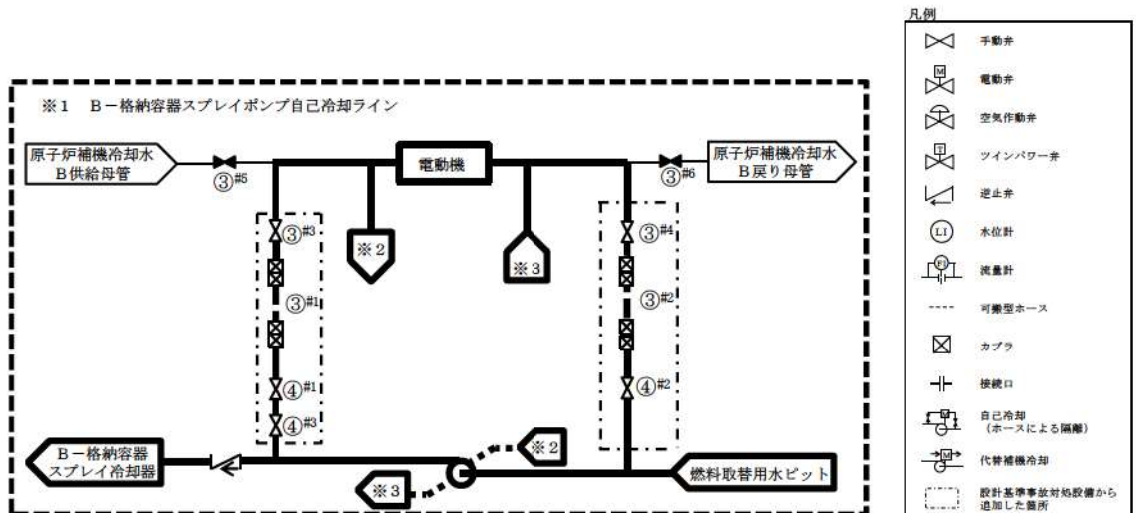 ※1 B－格納容器スプレイポンプ自己冷却ライン
原子炉補機冷却水
B供給母管
③#5
電動機
③#6
原子炉補機冷却水
B戻り母管
③#3
※2
※3
③#4
③#1
③#2
④#1
④#2
④#3
B－格納容器
スプレイ冷却器
※2
※3
燃料取替用水ピット
凡例
手動弁
M
電動弁
空気作動弁
T
ツインパワー弁
逆止弁
LI
水位計
FI
流量計
可搬型ホース
カプラ
接続口
M
自己冷却
(ホースによる隔離)
M
代替補機冷却
設計基準事故対処設備から
追加した箇所